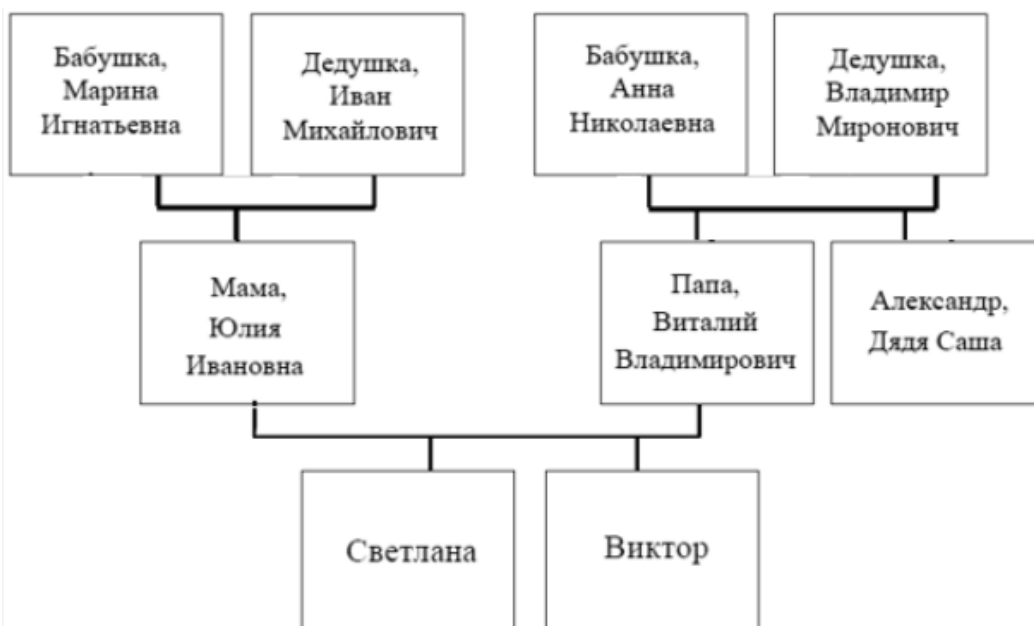 Бабушка,
Марина
Игнатьевна
Дедушка,
Иван
Михайлович
Бабушка,
Анна
Николаевна
Дедушка,
Владимир
Миронович
Мама,
Юлия
Ивановна
Папа,
Виталий
Владимирович
Александр,
Дядя Саша
Светлана
Виктор